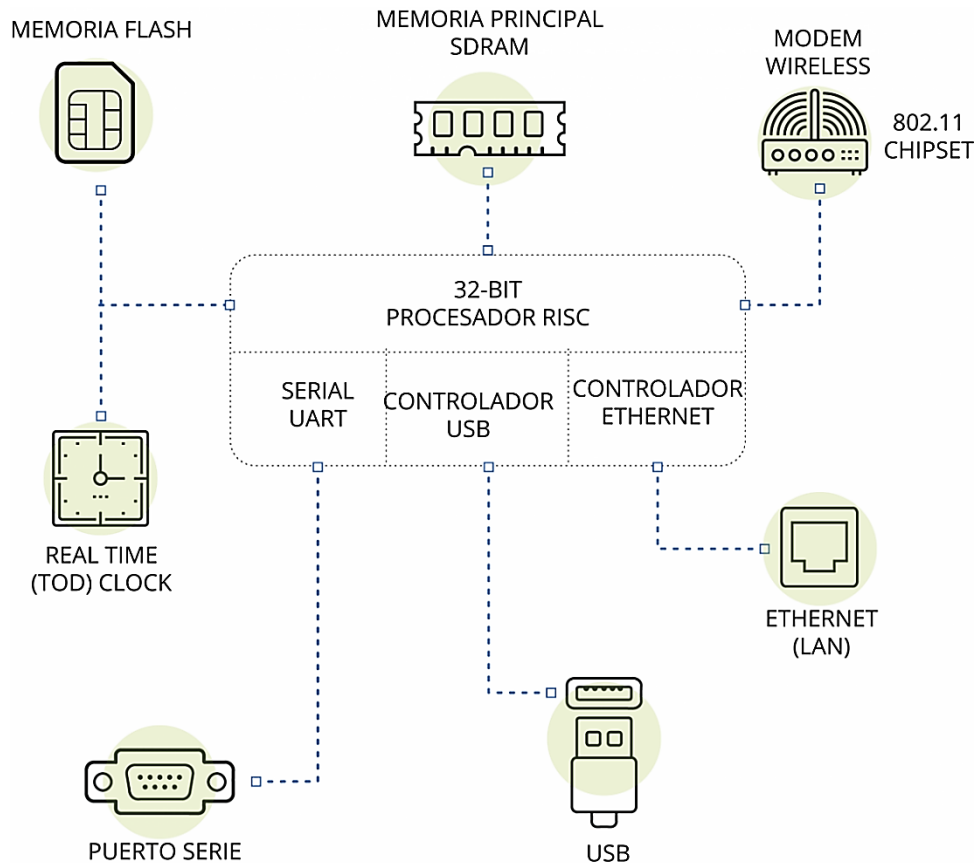 MEMORIA FLASH
MEMORIA PRINCIPAL
SDRAM
MODEM
WIRELESS
802.11
CHIPSET
32-BIT
PROCESADOR RISC
SERIAL
UART
CONTROLADOR
USB
CONTROLADOR
ETHERNET
REAL TIME
(TOD) CLOCK
ETHERNET
(LAN)
PUERTO SERIE
USB